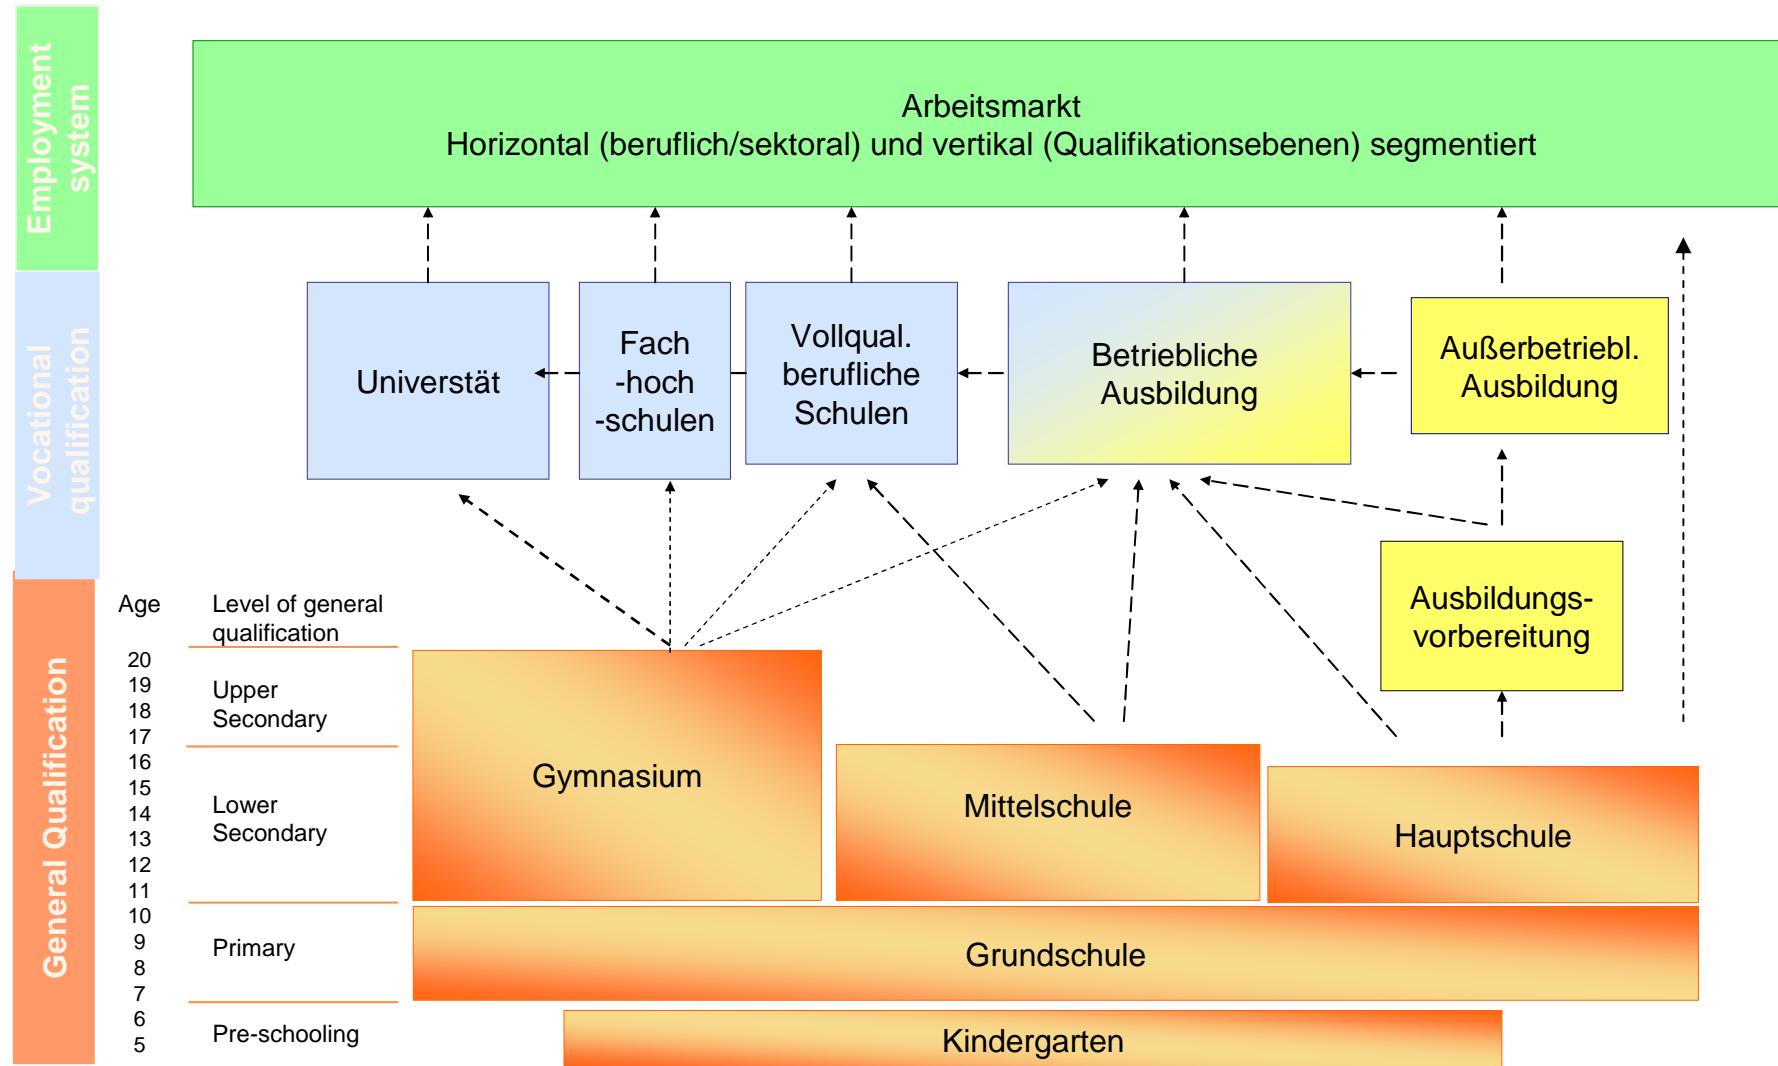 Employment
system
Arbeitsmarkt
Horizontal (beruflich/sektoral) und vertikal (Qualifikationsebenen) segmentiert
Vocational
qualification
Universtät
Fach
-hoch
-schulen
Vollqual.
berufliche
Schulen
Betriebliche
Ausbildung
Außerbetriebl.
Ausbildung
Ausbildungs-
vorbereitung
General Qualification
Age
Level of general
qualification
20
19
18
17
16
15
14
13
12
11
10
9
8
7
6
5
Upper
Secondary
Lower
Secondary
Primary
Pre-schooling
Gymnasium
Mittelschule
Hauptschule
Grundschule
Kindergarten